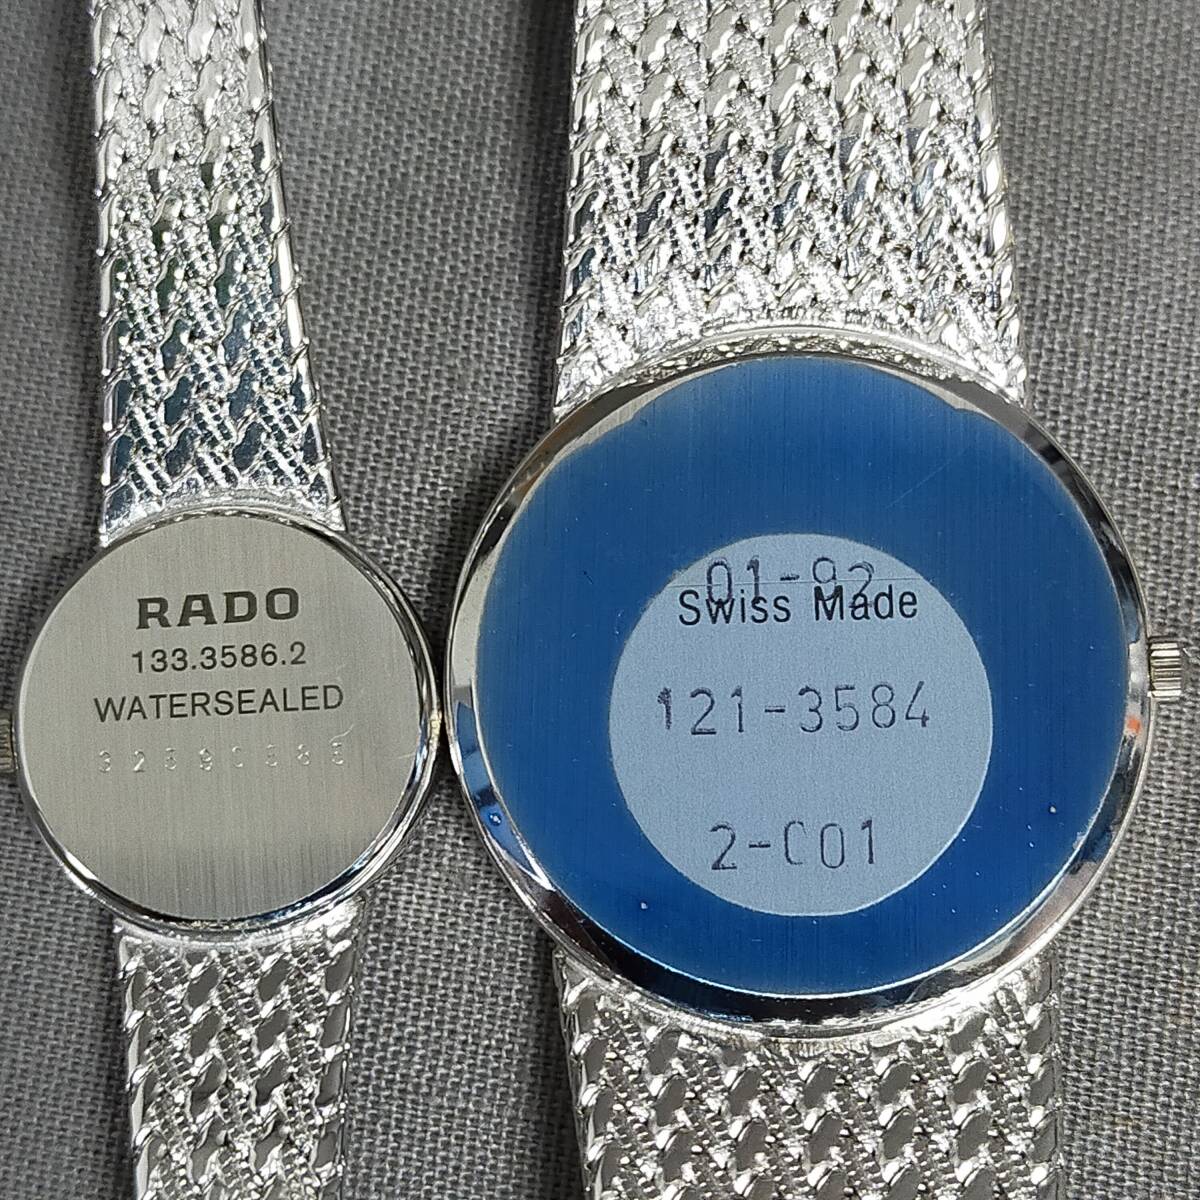 RADO
133.3586.2
WATERSEALED
01-92
Swiss Made
121-3584
2-C01